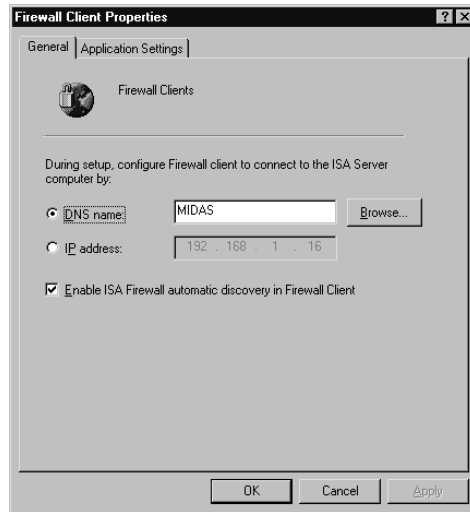 Firewall Client Properties
General
Application Settings
Firewall Clients
During setup, configure Firewall client to connect to the ISA Server
computer by:
DNS name:
MIDAS
Browse...
IP address:
192 . 168 . 1 . 16
Enable ISA Firewall automatic discovery in Firewall Client
OK
Cancel
Apply